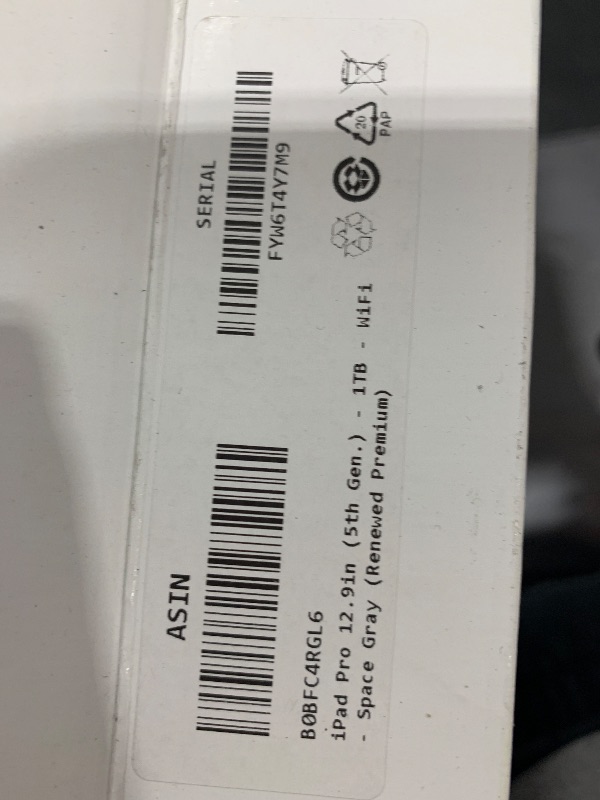 ASIN
B0BFC4RGL6
SERIAL
FYW6T4Y7M9
iPad Pro 12.9in (5th Gen.) - 1TB - WiFi
- Space Gray (Renewed Premium)
20
PAP